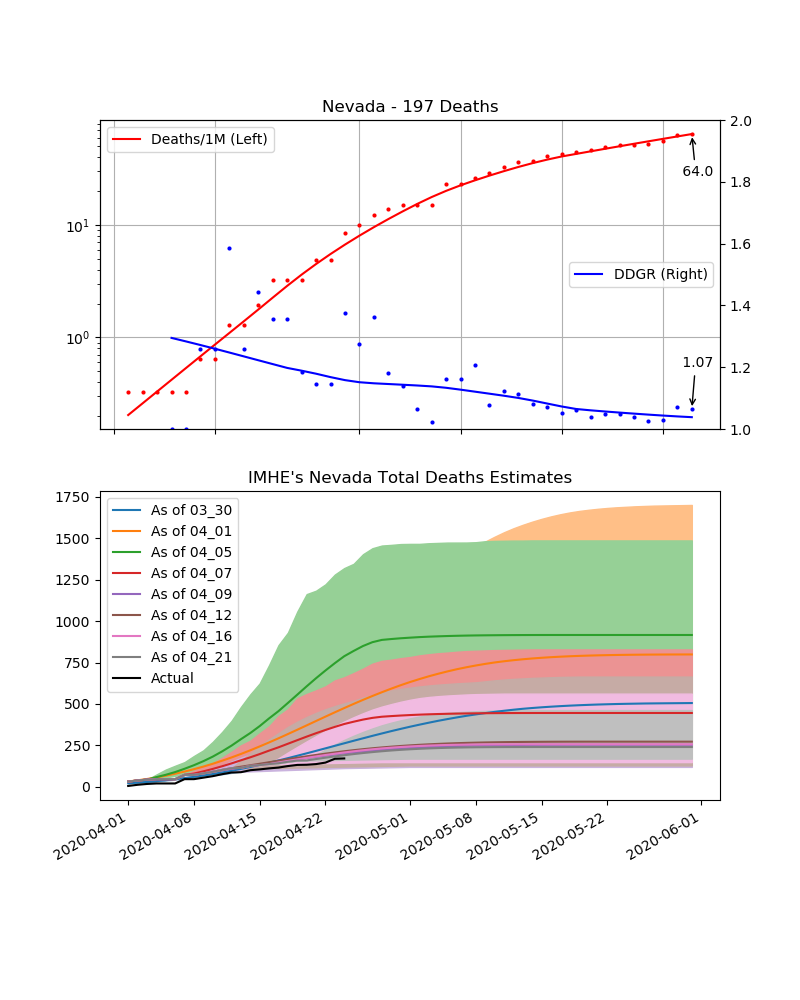 Nevada - 197 Deaths
Deaths/1M (Left)
2.0
1.8
1.6
1.4
1.2
1.0
10^1
10^0
64.0
DDGR (Right)
1.07
IMHE's Nevada Total Deaths Estimates
1750
1500
1250
1000
750
500
250
0
As of 03_30
As of 04_01
As of 04_05
As of 04_07
As of 04_09
As of 04_12
As of 04_16
As of 04_21
Actual
2020-04-01
2020-04-08
2020-04-15
2020-04-22
2020-05-01
2020-05-08
2020-05-15
2020-05-22
2020-06-01